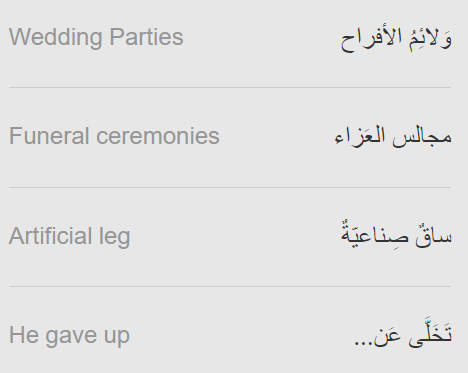 Wedding Parties وَلائِمُ الأفراح
Funeral ceremonies مجالس العَزاء
Artificial leg ساقٌ صِناعيّةٌ
He gave up تَخَلَّى عَن...